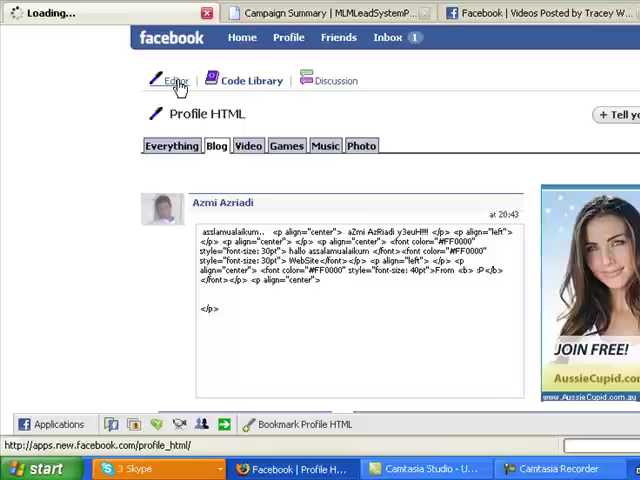 Loading...
Campaign Summary | MLMLeadSystemP...
Facebook | Videos Posted by Tracey W...
facebook
Home
Profile
Friends
Inbox
1
Editor
Code Library
Discussion
Profile HTML
+ Tell yo
Everything
Blog
Video
Games
Music
Photo
Azmi Azriadi
at 20:43
asslamualaikum.. <p align="center"> aZmi AzRiadi y3euH!!!! </p> <p align="left">
</p> <p align="center"> </p> <p align="center"> <font color="#FF0000"
style="font-size: 30pt"> hallo assalamualaikum </font><font color="#FF0000"
style="font-size: 30pt"> WebSite</font></p> <p align="left"> </p> <p
align="center"> <font color="#FF0000" style="font-size: 40pt">From <b> :P</b>
</font></p> <p align="center">
</p>
JOIN FREE!
AussieCupid.com
www.AussieCupid.com.au
Applications
Bookmark Profile HTML
http://apps.new.facebook.com/profile_html/
start
3 Skype
Facebook | Profile H...
Camtasia Studio - U...
Camtasia Recorder